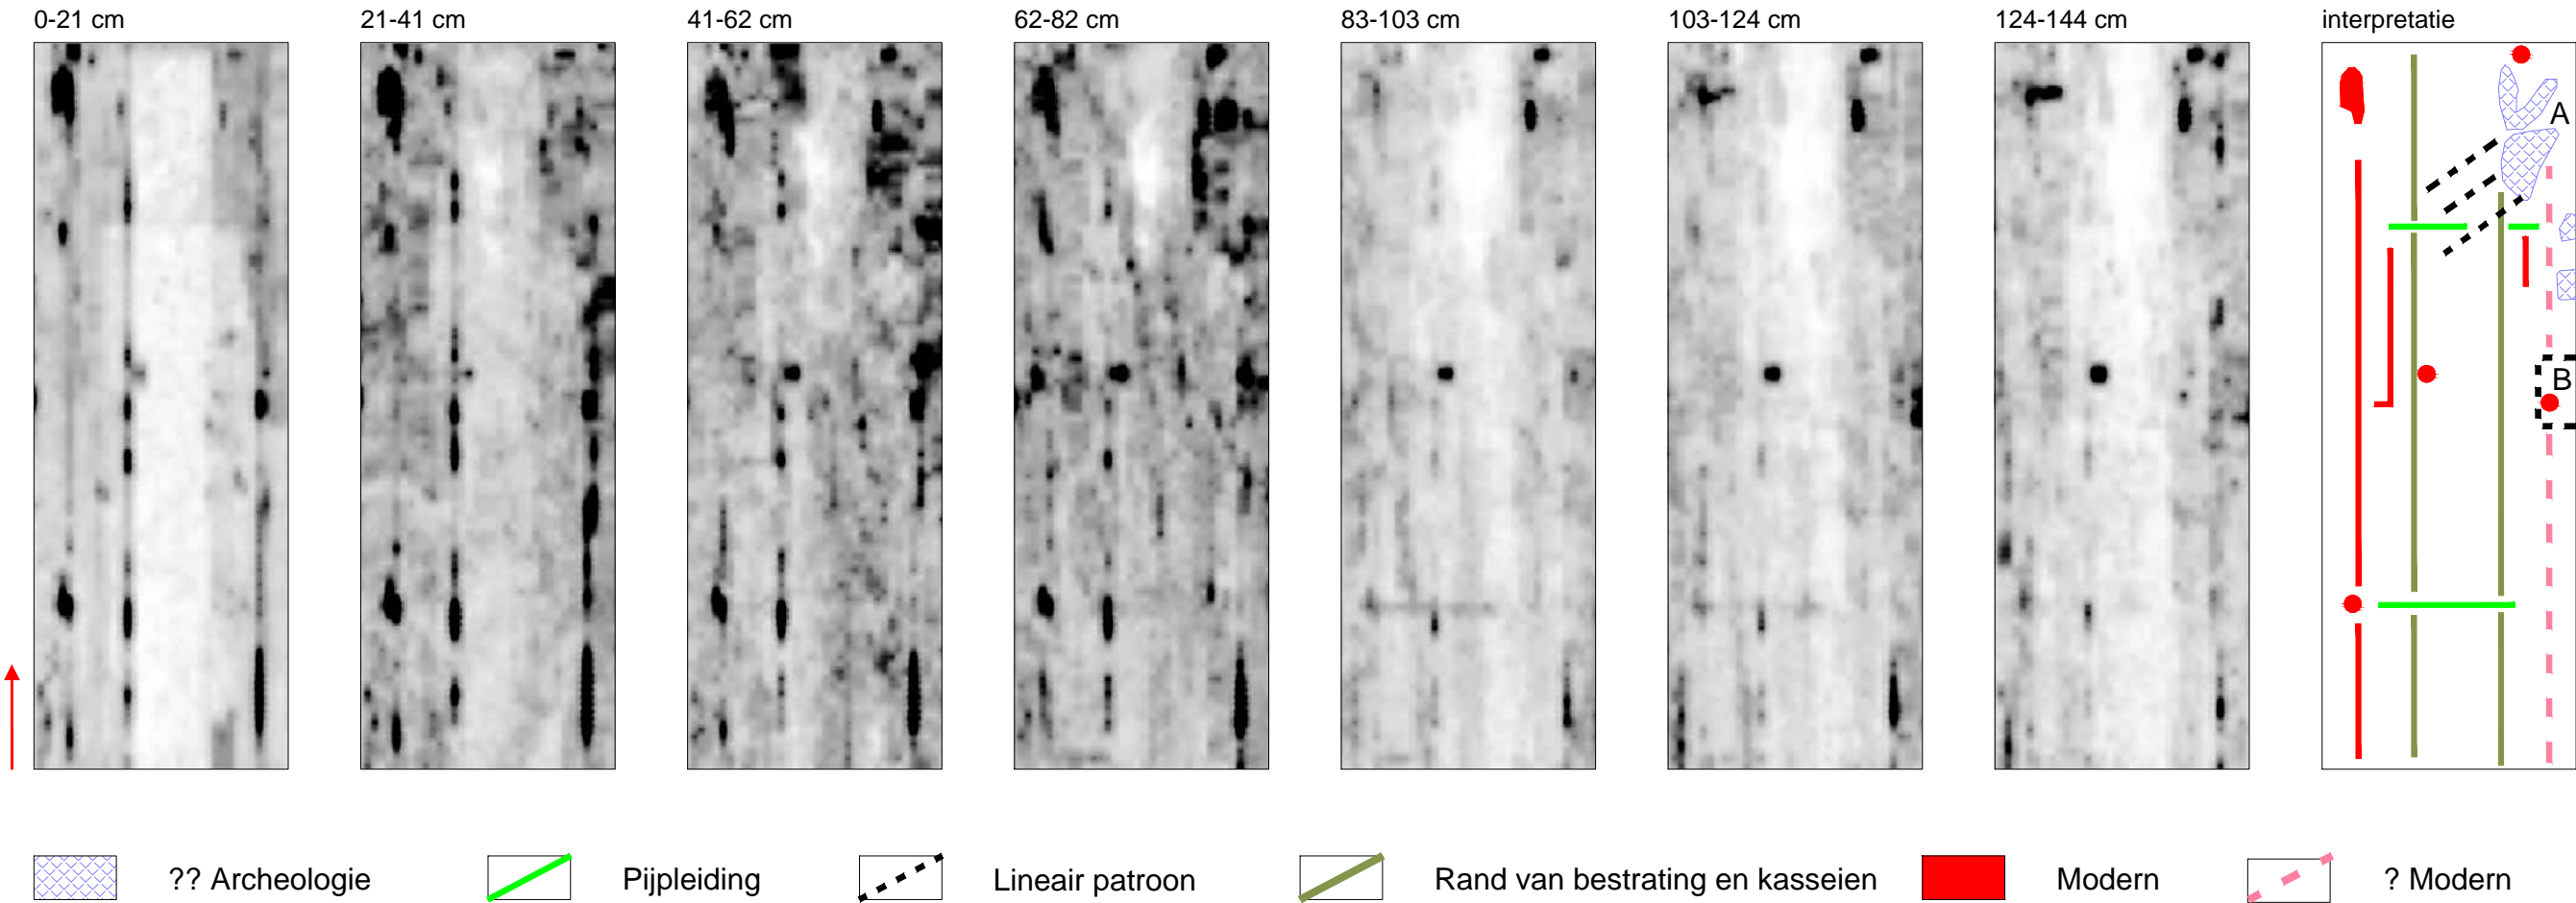 0-21 cm 21-41 cm 41-62 cm 62-82 cm 83-103 cm 103-124 cm 124-144 cm interpretatie
A
B
?? Archeologie Pijpleiding Lineair patroon Rand van bestrating en kasseien Modern ? Modern